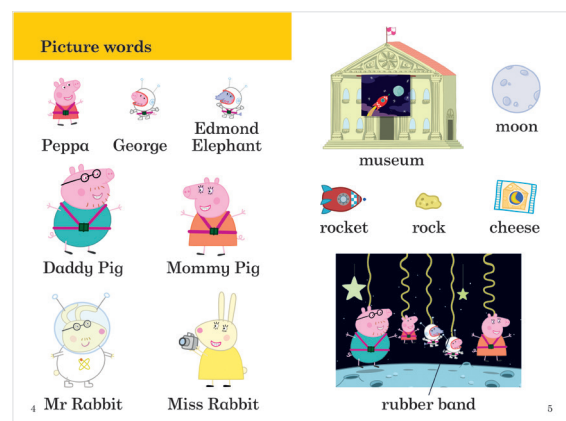 Picture words
Peppa
George
Edmond
Elephant
Daddy Pig
Mommy Pig
Mr Rabbit
Miss Rabbit
4
museum
moon
rocket
rock
cheese
rubber band
5